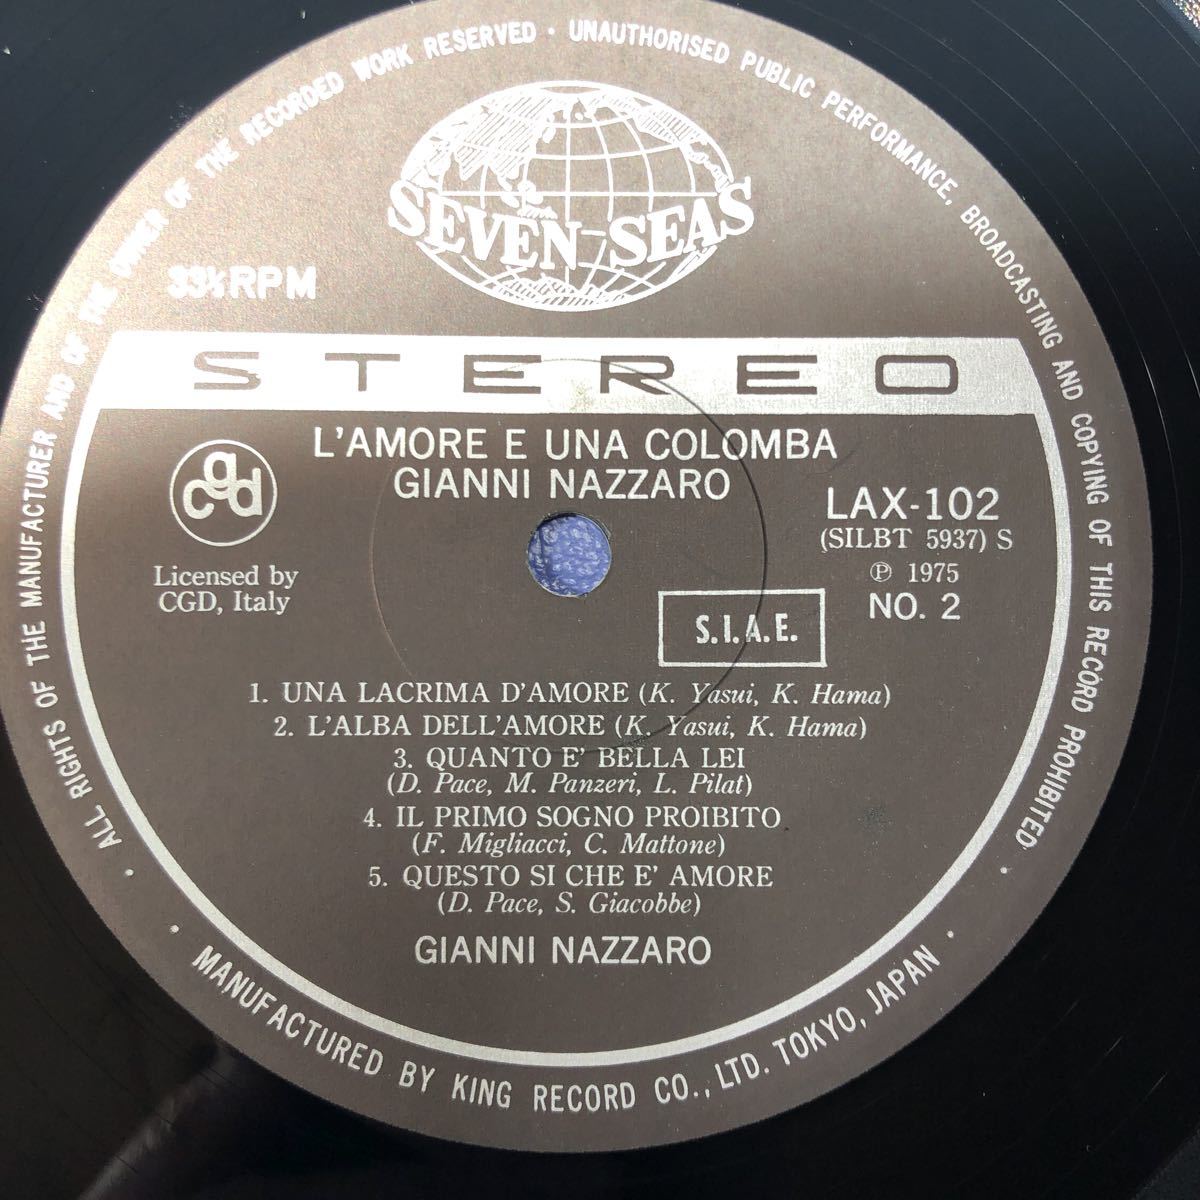 ALL RIGHTS OF THE MANUFACTURER AND OF THE OWNER OF THE RECORDED WORK RESERVED · UNAUTHORISED PUBLIC PERFORMANCE, BROADCASTING AND COPYING OF THIS RECORD PROHIBITED ·
SEVEN SEAS
33⅓RPM
STEREO
L'AMORE E UNA COLOMBA
GIANNI NAZZARO
cgd
Licensed by
CGD, Italy
LAX-102
(SILBT 5937) S
℗ 1975
NO. 2
S.I.A.E.
1. UNA LACRIMA D'AMORE (K. Yasui, K. Hama)
2. L'ALBA DELL'AMORE (K. Yasui, K. Hama)
3. QUANTO E' BELLA LEI
(D. Pace, M. Panzeri, L. Pilat)
4. IL PRIMO SOGNO PROIBITO
(F. Migliacci, C. Mattone)
5. QUESTO SI CHE E' AMORE
(D. Pace, S. Giacobbe)
GIANNI NAZZARO
· MANUFACTURED BY KING RECORD CO., LTD. TOKYO, JAPAN ·